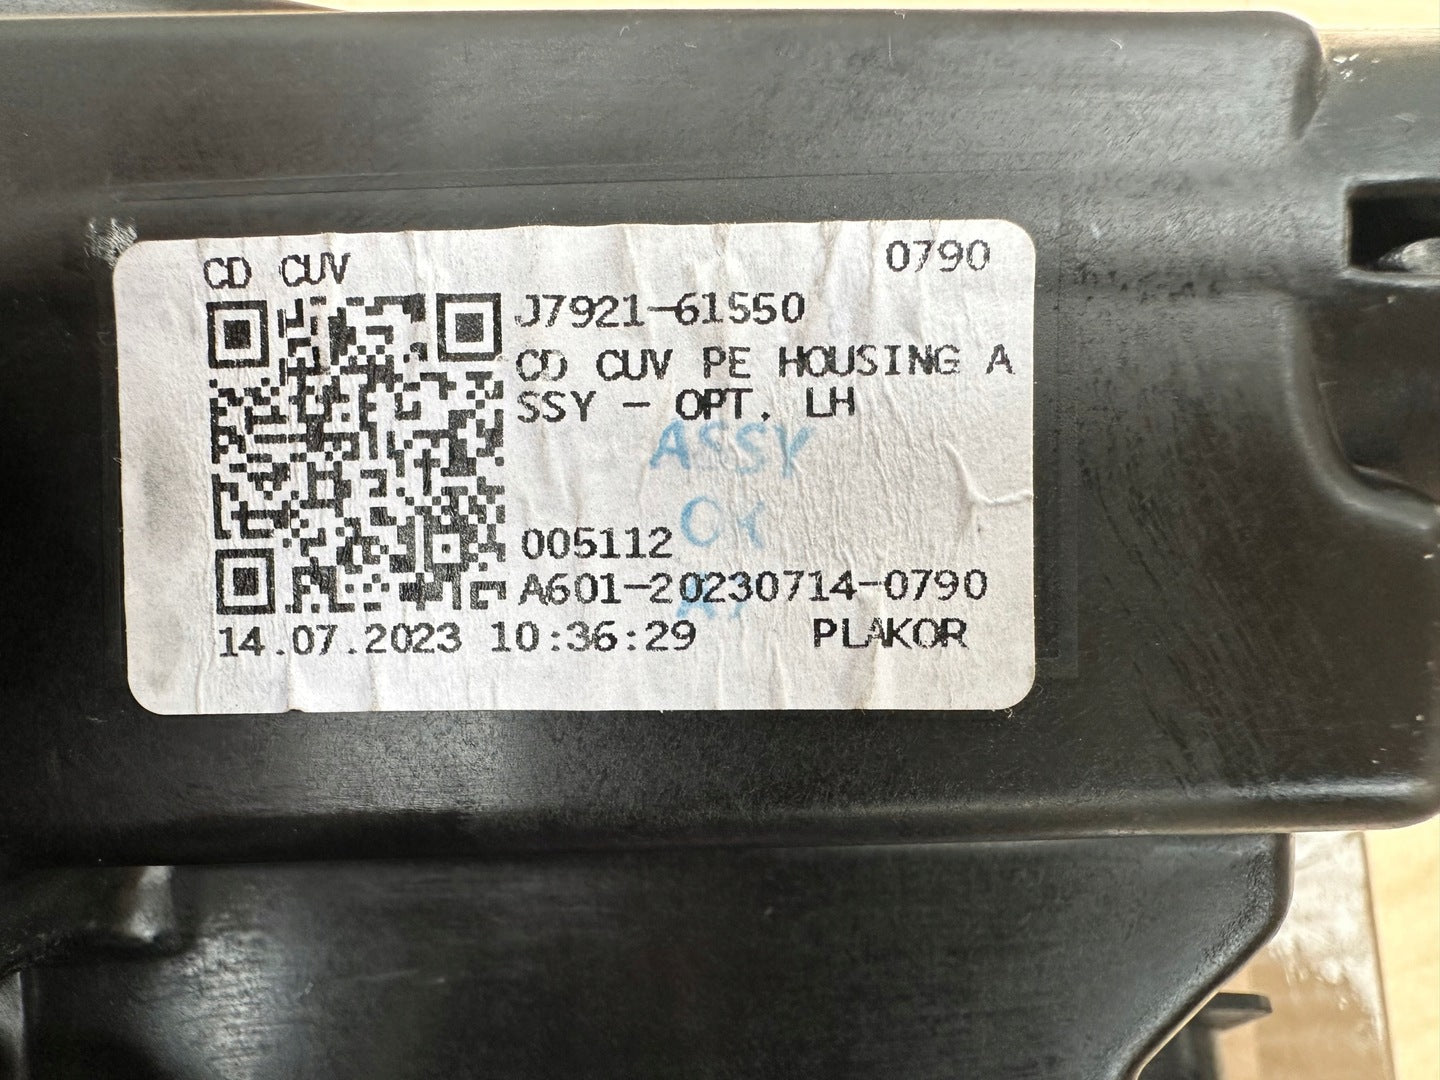 CD CUV 0790
J7921-61550
CD CUV PE HOUSING A
SSY - OPT. LH
ASSY
OK
005112
A601-20230714-0790
14.07.2023 10:36:29 PLAKOR